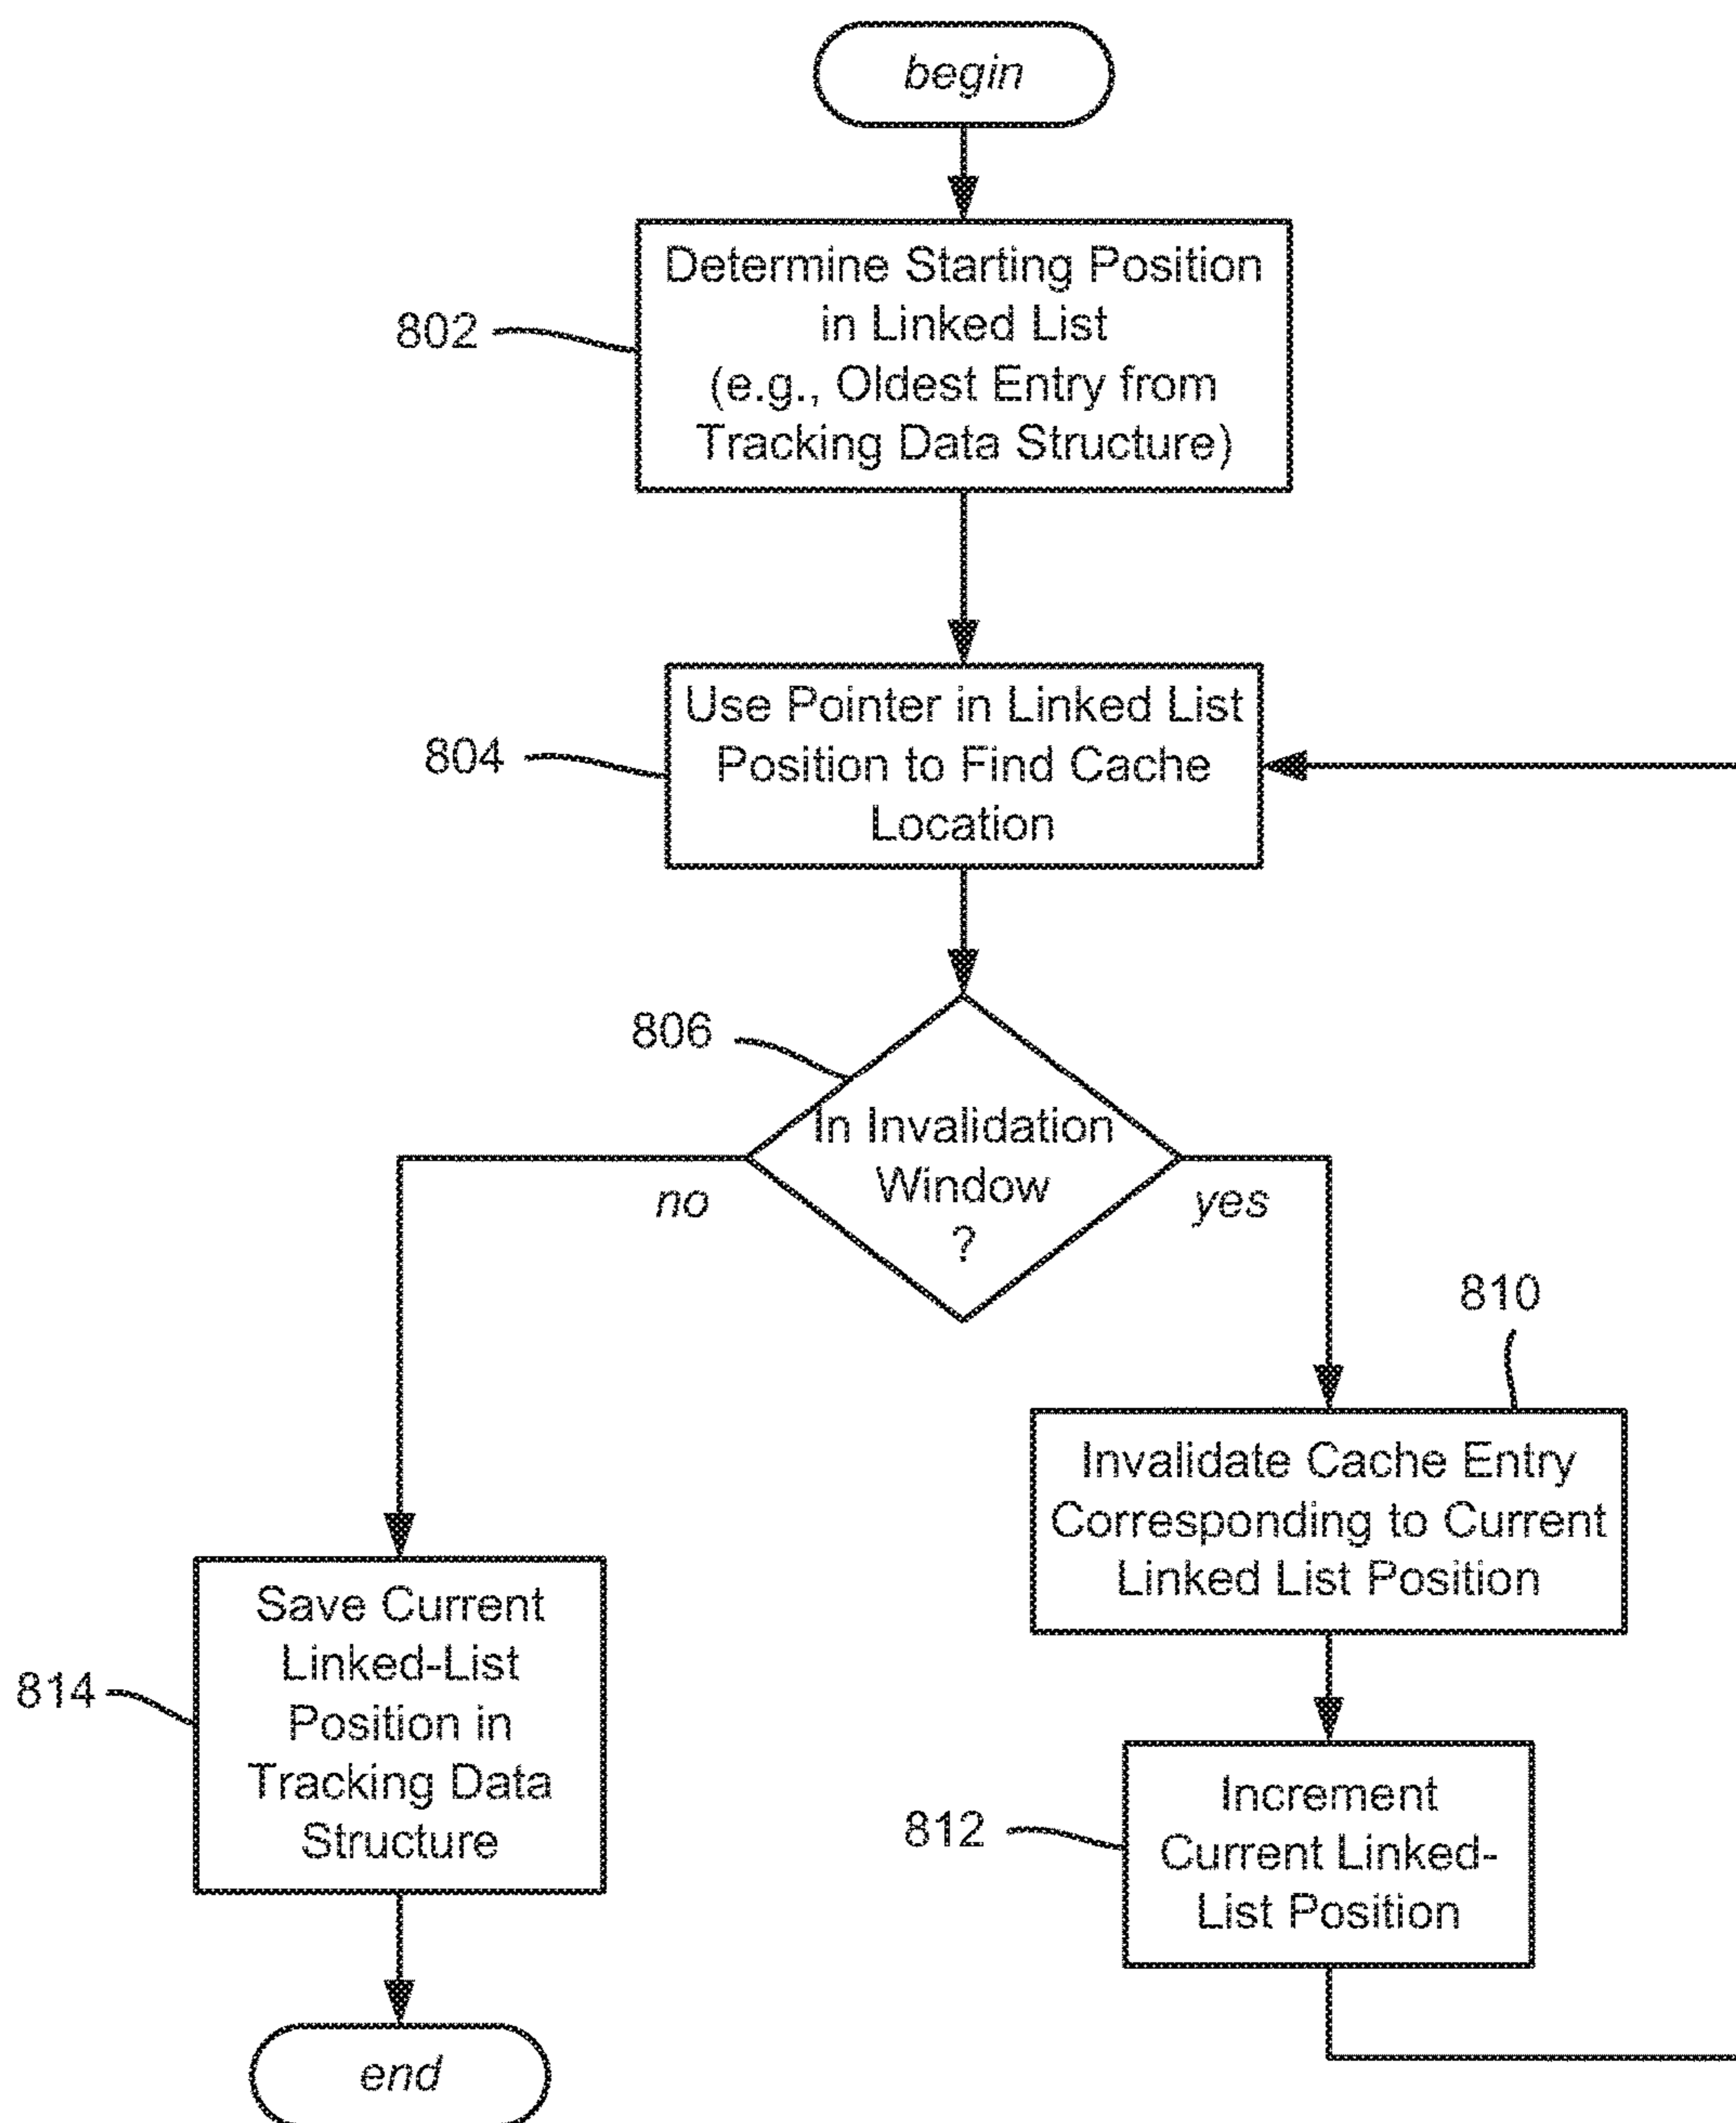 begin
802
Determine Starting Position
in Linked List
(e.g., Oldest Entry from
Tracking Data Structure)
804
Use Pointer in Linked List
Position to Find Cache
Location
806
In Invalidation
Window
?
no
yes
810
Invalidate Cache Entry
Corresponding to Current
Linked List Position
814
Save Current
Linked-List
Position in
Tracking Data
Structure
812
Increment
Current Linked-
List Position
end